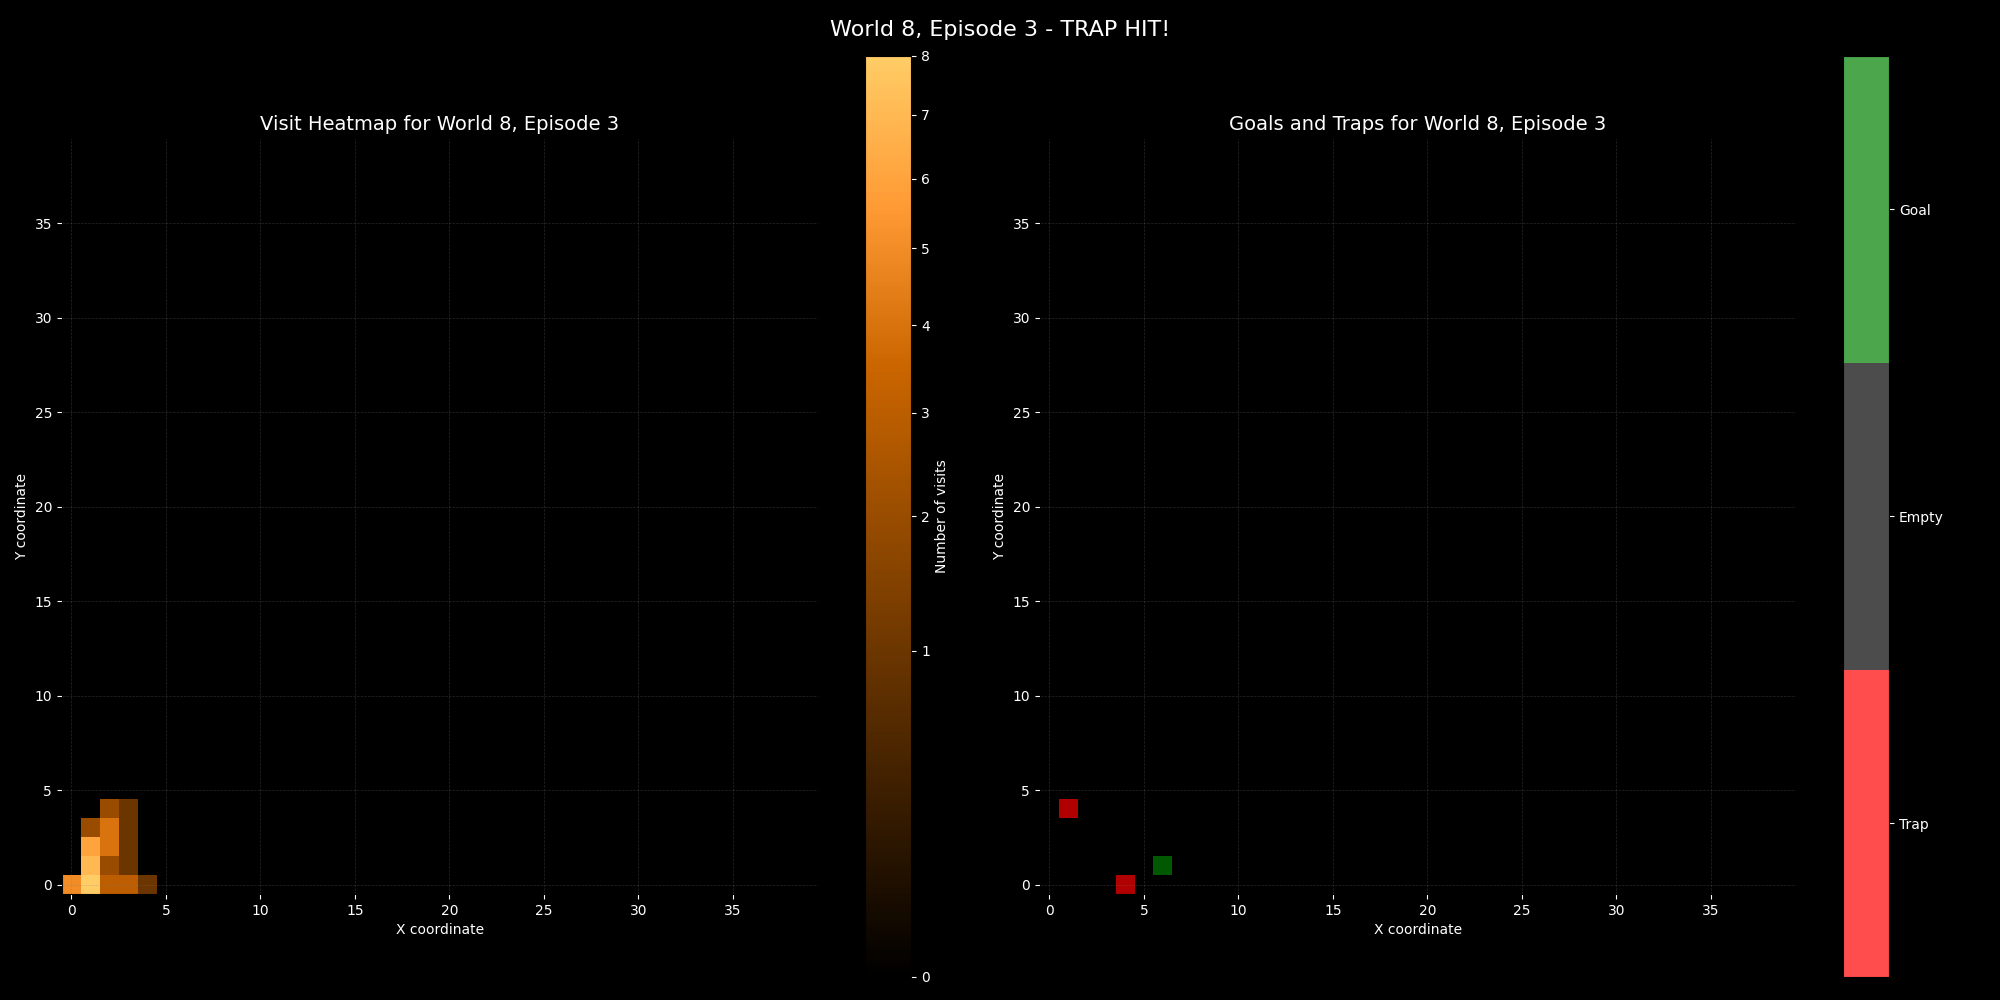 World 8, Episode 3 - TRAP HIT!
Visit Heatmap for World 8, Episode 3
35
30
25
20
15
10
5
0
Y coordinate
0 5 10 15 20 25 30 35
X coordinate
8
7
6
5
4
3
2
1
0
Number of visits
Goals and Traps for World 8, Episode 3
35
30
25
20
15
10
5
0
Y coordinate
0 5 10 15 20 25 30 35
X coordinate
Goal
Empty
Trap